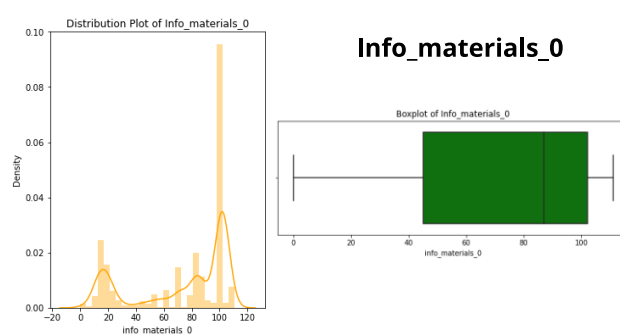 Distribution Plot of Info_materials_0
0.10
0.08
0.06
0.04
0.02
0.00
Density
−20 0 20 40 60 80 100 120
info_materials_0
Info_materials_0
Boxplot of Info_materials_0
0 20 40 60 80 100
info_materials_0